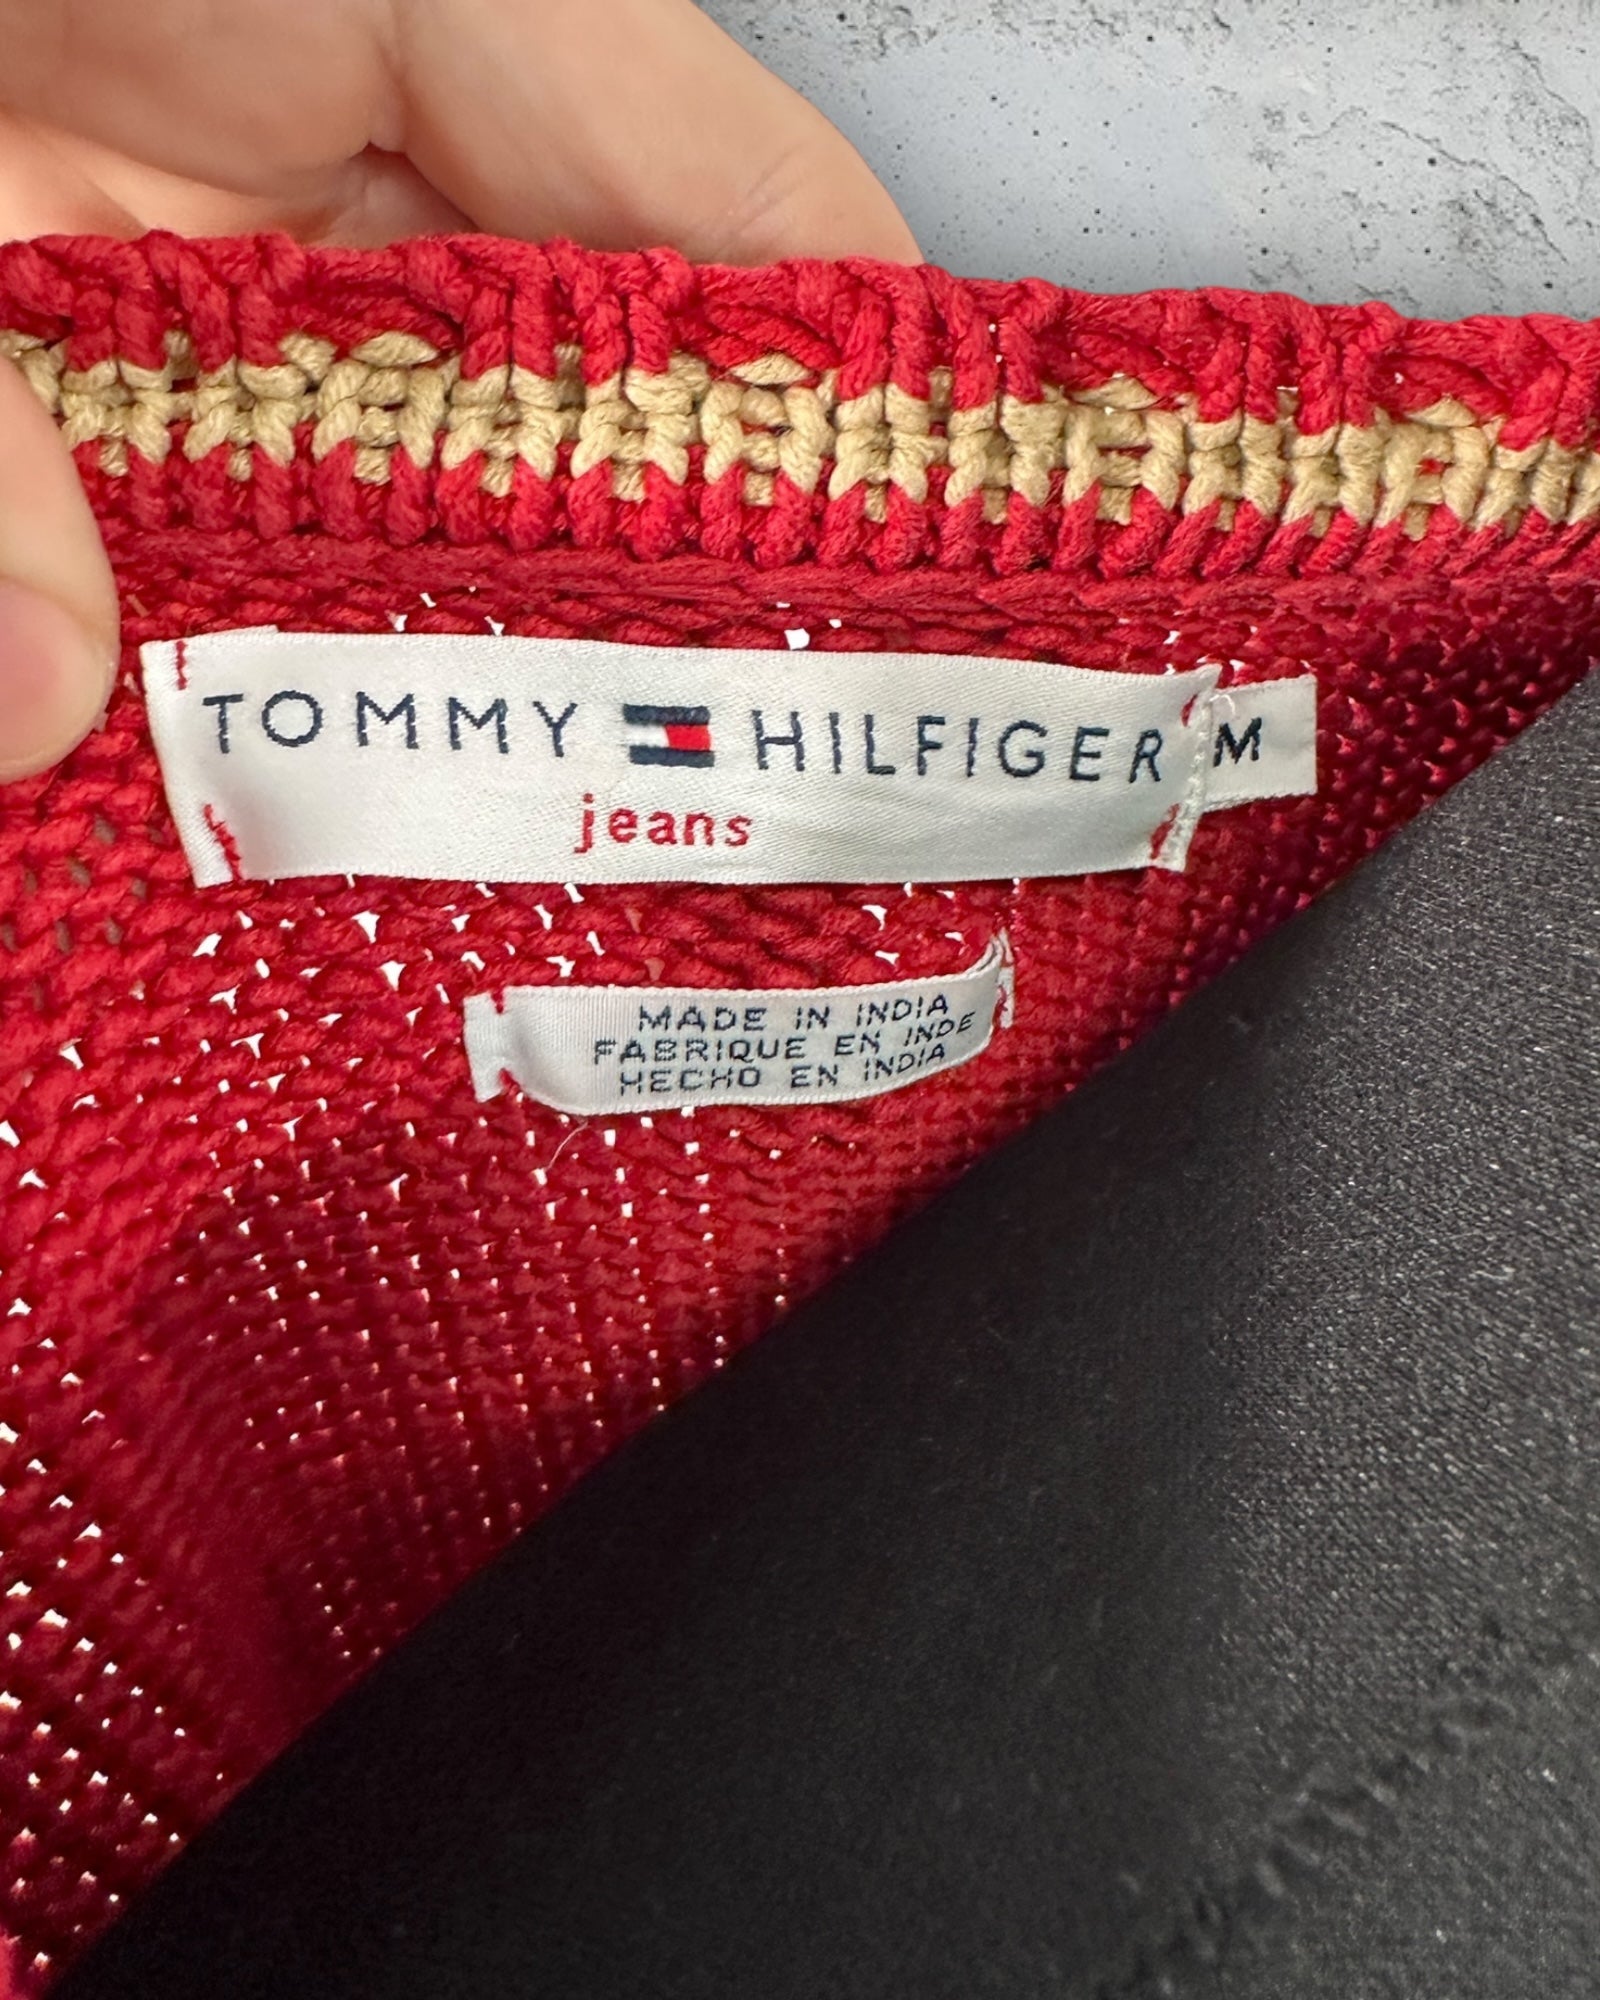 TOMMY HILFIGER
M
jeans
MADE IN INDIA
FABRIQUE EN INDE
HECHO EN INDIA